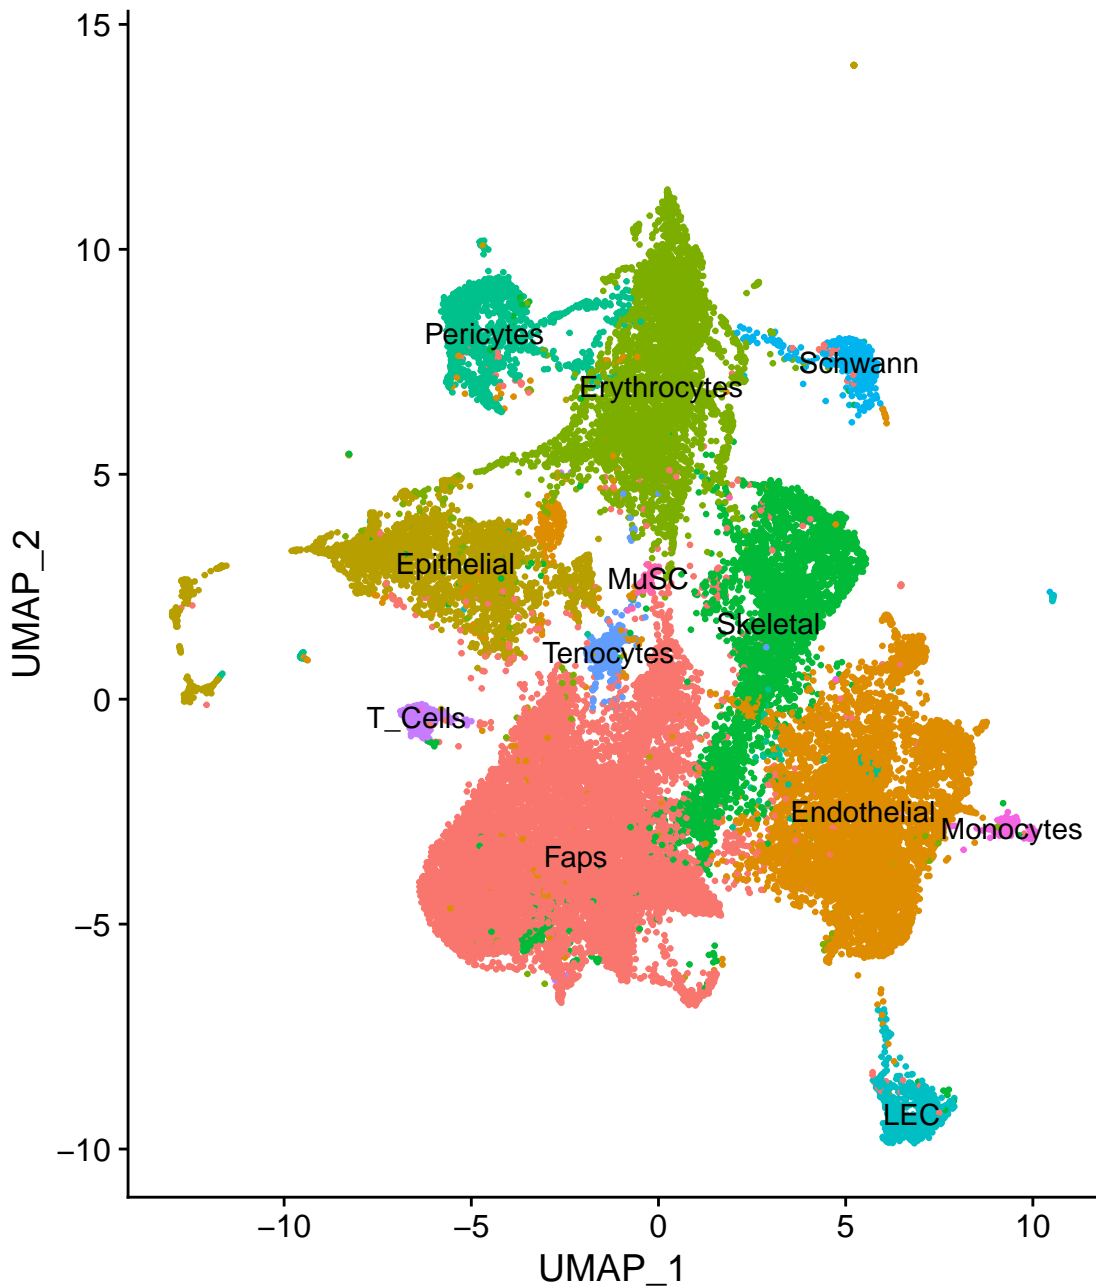 15
10
5
0
−5
−10
UMAP_2
Pericytes
Schwann
Erythrocytes
Epithelial
MuSC
Skeletal
Tenocytes
T_Cells
Endothelial
Monocytes
Faps
LEC
−10 −5 0 5 10
UMAP_1